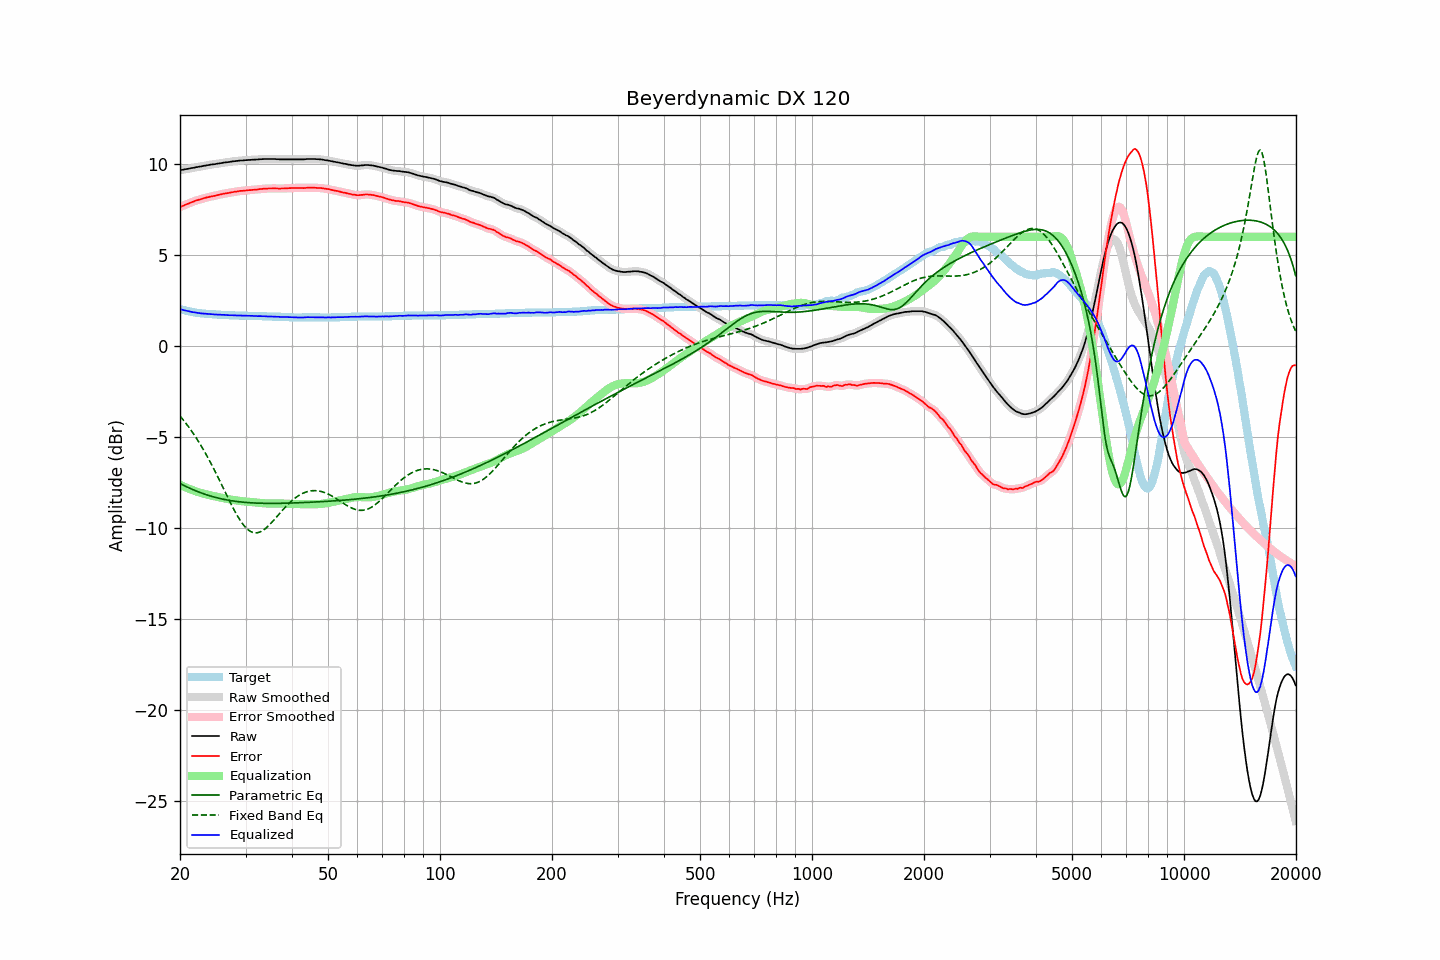 Beyerdynamic DX 120
Amplitude (dBr)
10
5
0
−5
−10
−15
−20
−25
Target
Raw Smoothed
Error Smoothed
Raw
Error
Equalization
Parametric Eq
Fixed Band Eq
Equalized
20 50 100 200 500 1000 2000 5000 10000 20000
Frequency (Hz)